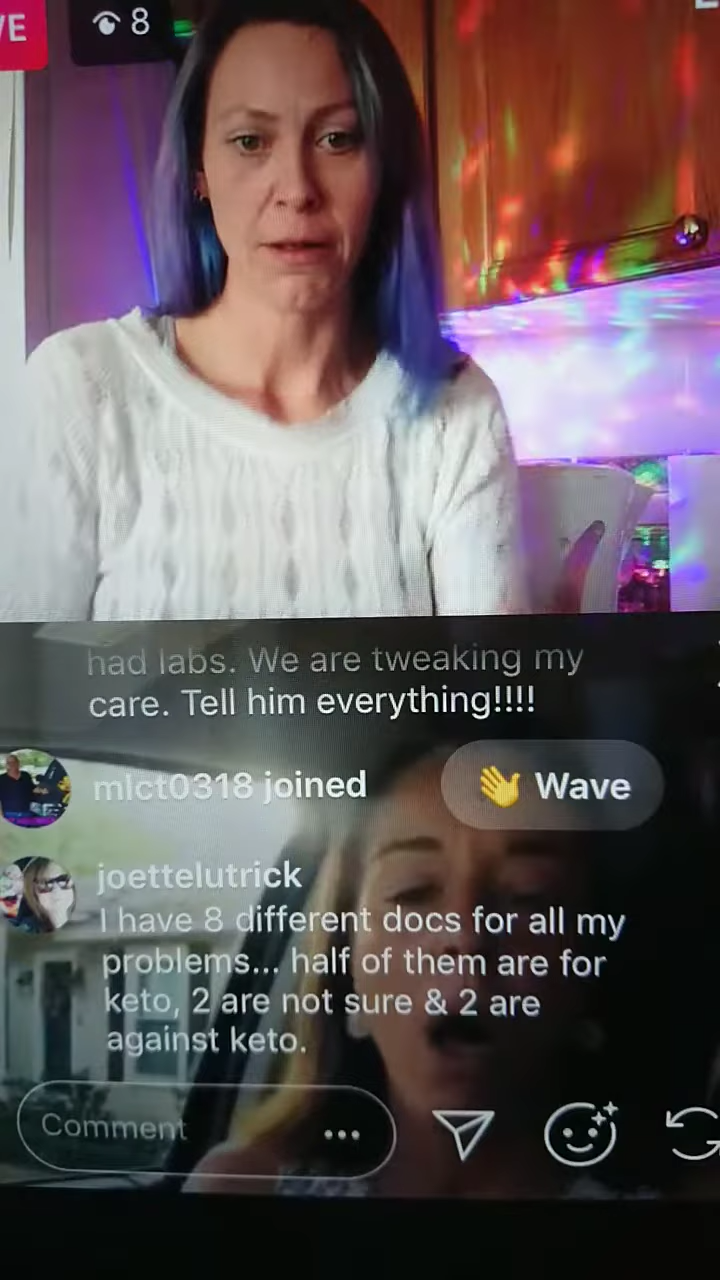 VE
8
had labs. We are tweaking my
care. Tell him everything!!!!
mlct0318 joined
Wave
joettelutrick
I have 8 different docs for all my
problems... half of them are for
keto, 2 are not sure & 2 are
against keto.
Comment